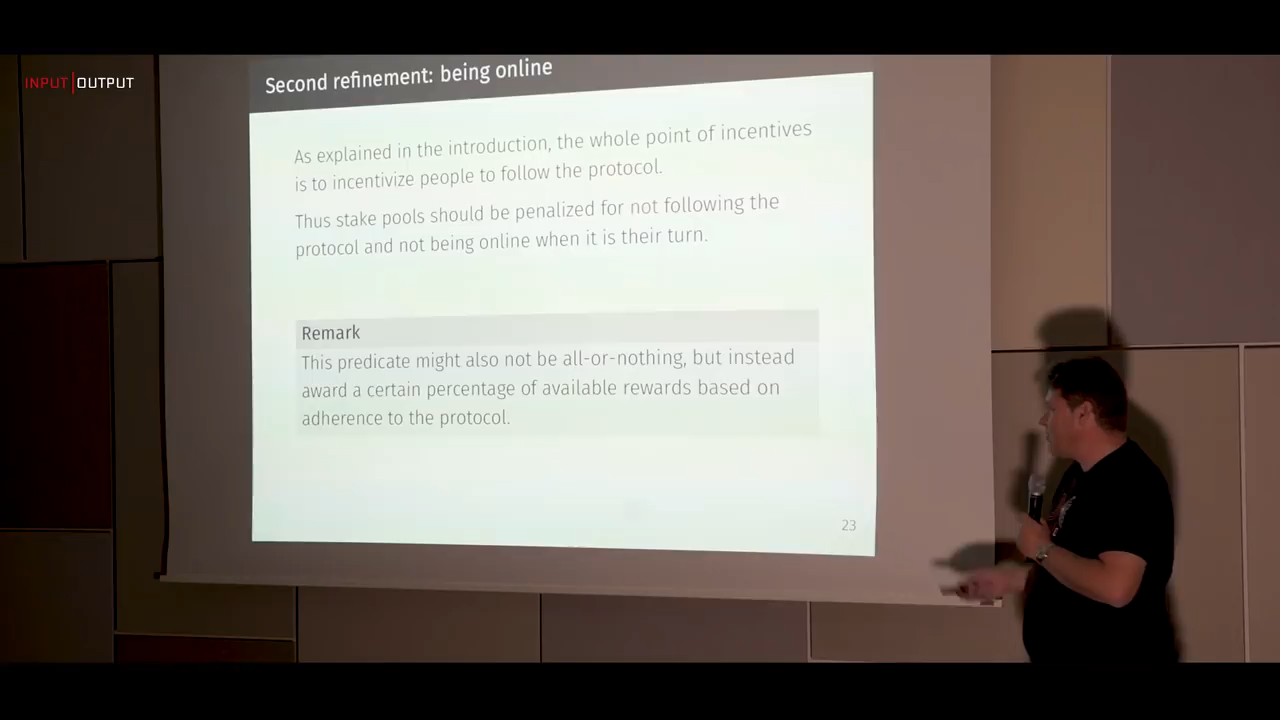 INPUT|OUTPUT
Second refinement: being online
As explained in the introduction, the whole point of incentives
is to incentivize people to follow the protocol.
Thus stake pools should be penalized for not following the
protocol and not being online when it is their turn.
Remark
This predicate might also not be all-or-nothing, but instead
award a certain percentage of available rewards based on
adherence to the protocol.
23